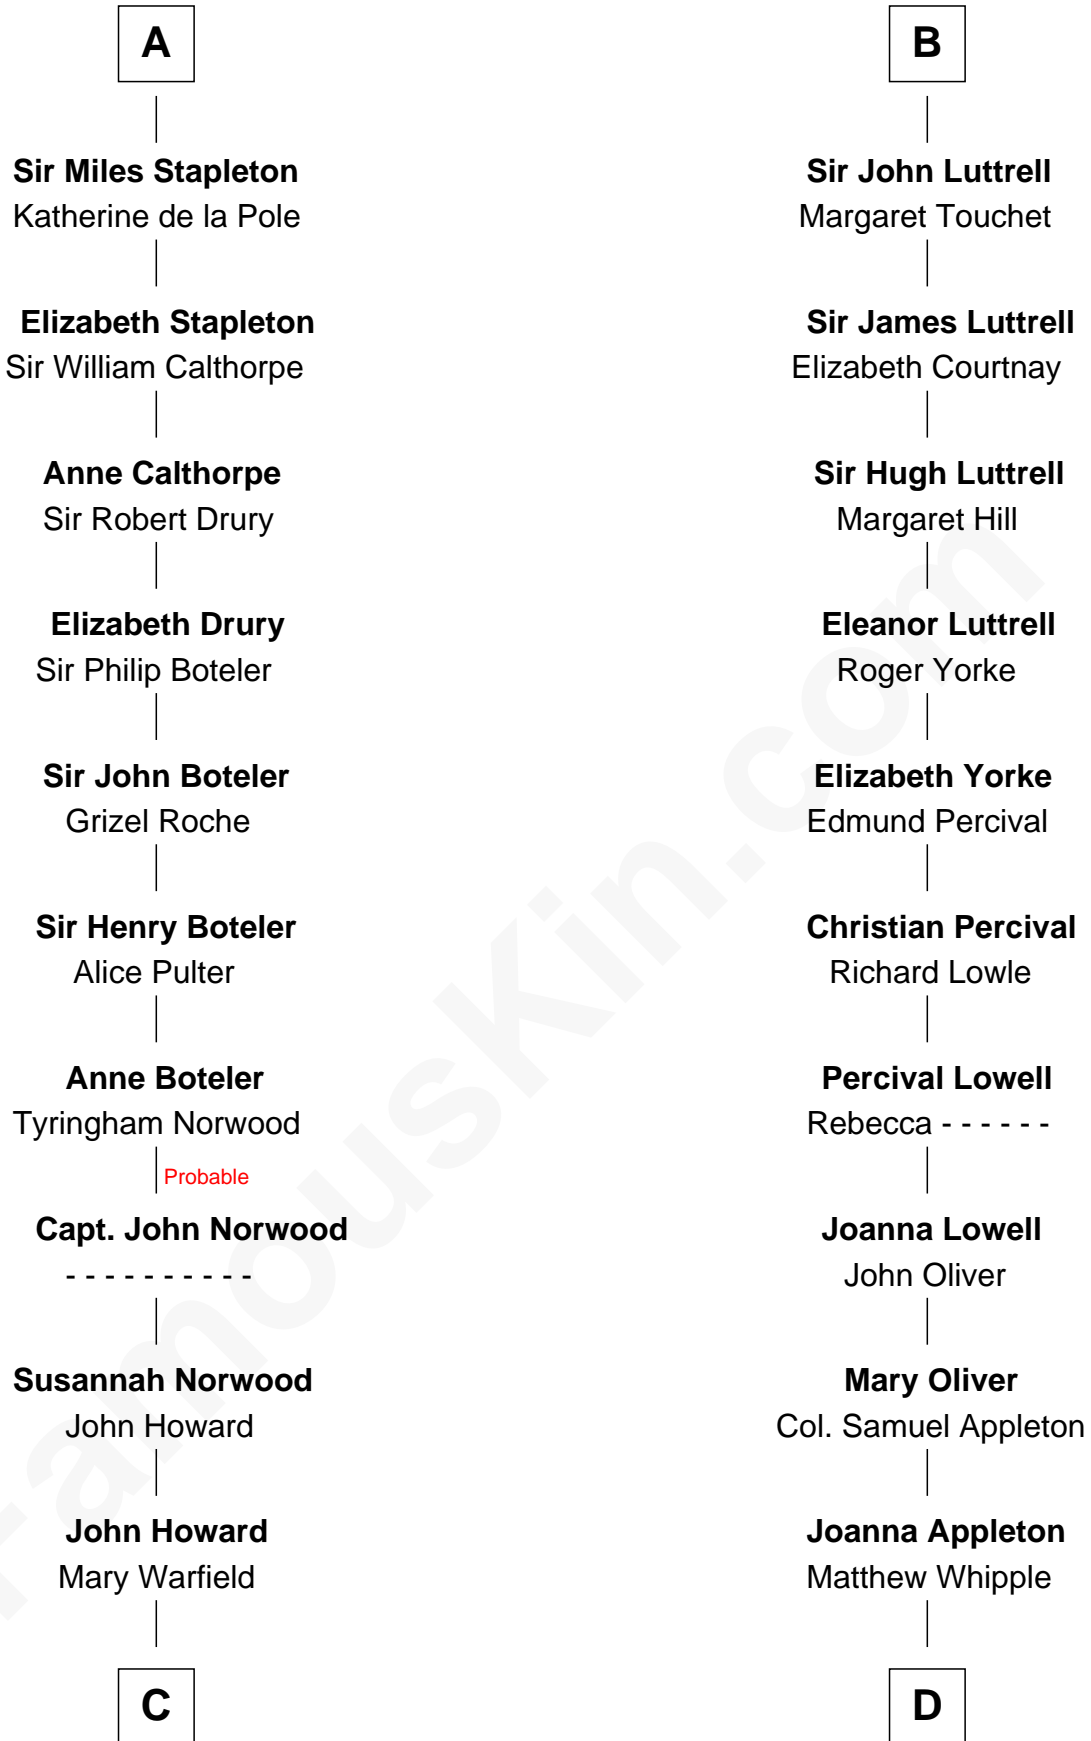 A
Sir Miles Stapleton
Katherine de la Pole
Elizabeth Stapleton
Sir William Calthorpe
Anne Calthorpe
Sir Robert Drury
Elizabeth Drury
Sir Philip Boteler
Sir John Boteler
Grizel Roche
Sir Henry Boteler
Alice Pulter
Anne Boteler
Tyringham Norwood
Probable
Capt. John Norwood
- - - - - - - - - -
Susannah Norwood
John Howard
John Howard
Mary Warfield
C
B
Sir John Luttrell
Margaret Touchet
Sir James Luttrell
Elizabeth Courtnay
Sir Hugh Luttrell
Margaret Hill
Eleanor Luttrell
Roger Yorke
Elizabeth Yorke
Edmund Percival
Christian Percival
Richard Lowle
Percival Lowell
Rebecca - - - - - -
Joanna Lowell
John Oliver
Mary Oliver
Col. Samuel Appleton
Joanna Appleton
Matthew Whipple
D
FamousKin.com